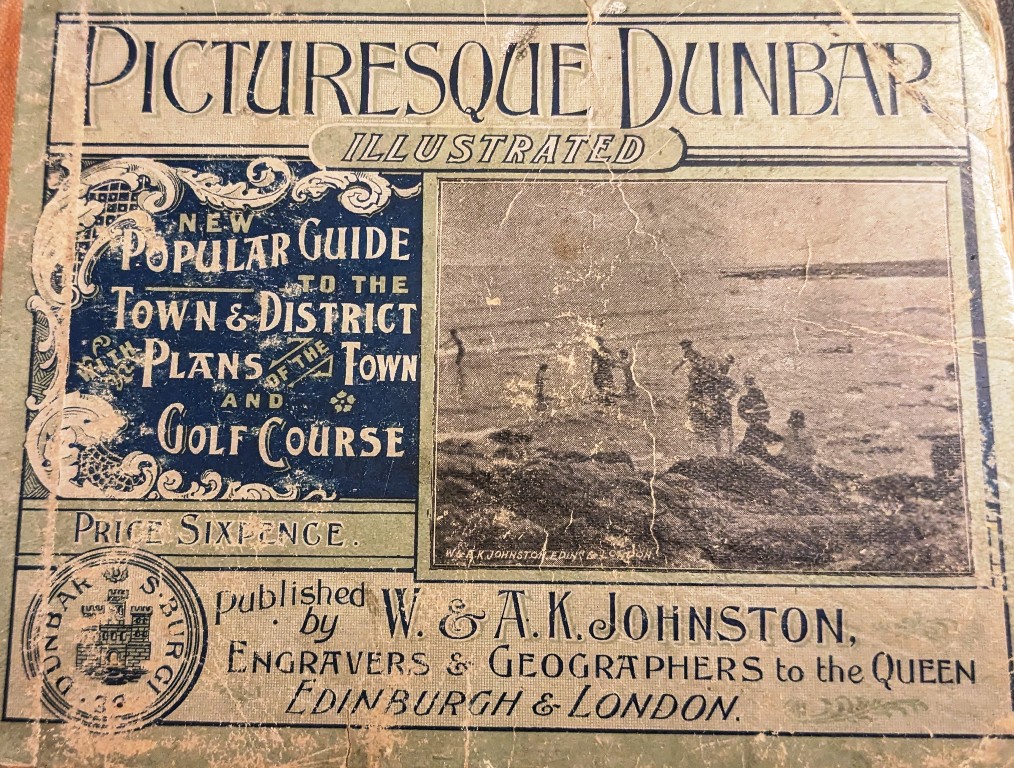 PICTURESQUE DUNBAR
ILLUSTRATED
NEW
POPULAR GUIDE
TO THE
TOWN & DISTRICT
WITH PLANS OF THE TOWN
AND
GOLF COURSE
PRICE SIXPENCE.
W. & A.K. JOHNSTON, EDINR. & LONDON
DUNBAR S. BURGI
published
by W. & A.K. JOHNSTON,
ENGRAVERS & GEOGRAPHERS to the QUEEN
EDINBURGH & LONDON.